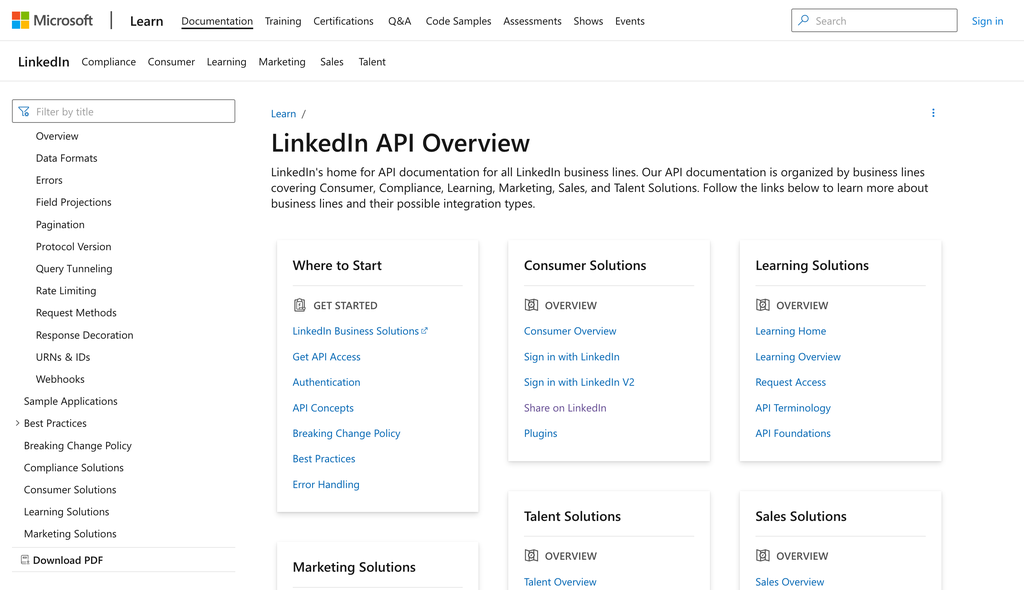 Microsoft Learn Documentation Training Certifications Q&A Code Samples Assessments Shows Events Search Sign in
LinkedIn Compliance Consumer Learning Marketing Sales Talent
Filter by title
Overview
Data Formats
Errors
Field Projections
Pagination
Protocol Version
Query Tunneling
Rate Limiting
Request Methods
Response Decoration
URNs & IDs
Webhooks
Sample Applications
Best Practices
Breaking Change Policy
Compliance Solutions
Consumer Solutions
Learning Solutions
Marketing Solutions
Download PDF
Learn /
LinkedIn API Overview
LinkedIn's home for API documentation for all LinkedIn business lines. Our API documentation is organized by business lines
covering Consumer, Compliance, Learning, Marketing, Sales, and Talent Solutions. Follow the links below to learn more about
business lines and their possible integration types.
Where to Start
GET STARTED
LinkedIn Business Solutions
Get API Access
Authentication
API Concepts
Breaking Change Policy
Best Practices
Error Handling
Consumer Solutions
OVERVIEW
Consumer Overview
Sign in with LinkedIn
Sign in with LinkedIn V2
Share on LinkedIn
Plugins
Learning Solutions
OVERVIEW
Learning Home
Learning Overview
Request Access
API Terminology
API Foundations
Marketing Solutions
Talent Solutions
OVERVIEW
Talent Overview
Sales Solutions
OVERVIEW
Sales Overview